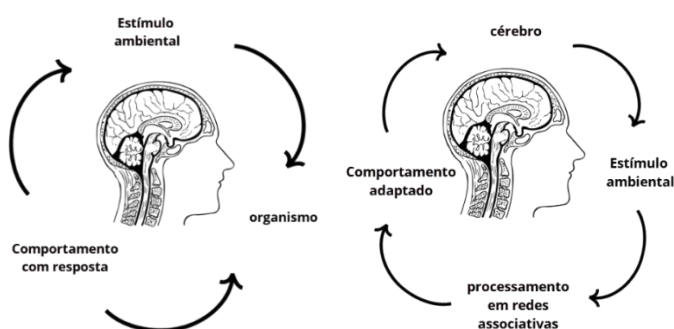 Estímulo
ambiental
organismo
Comportamento
com resposta
cérebro
Estímulo
ambiental
processamento
em redes
associativas
Comportamento
adaptado